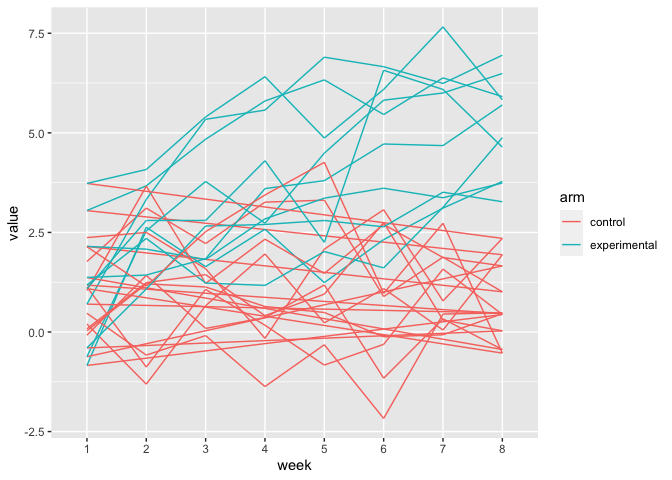 7.5
5.0
2.5
0.0
-2.5
value
1 2 3 4 5 6 7 8
week
arm
control
experimental